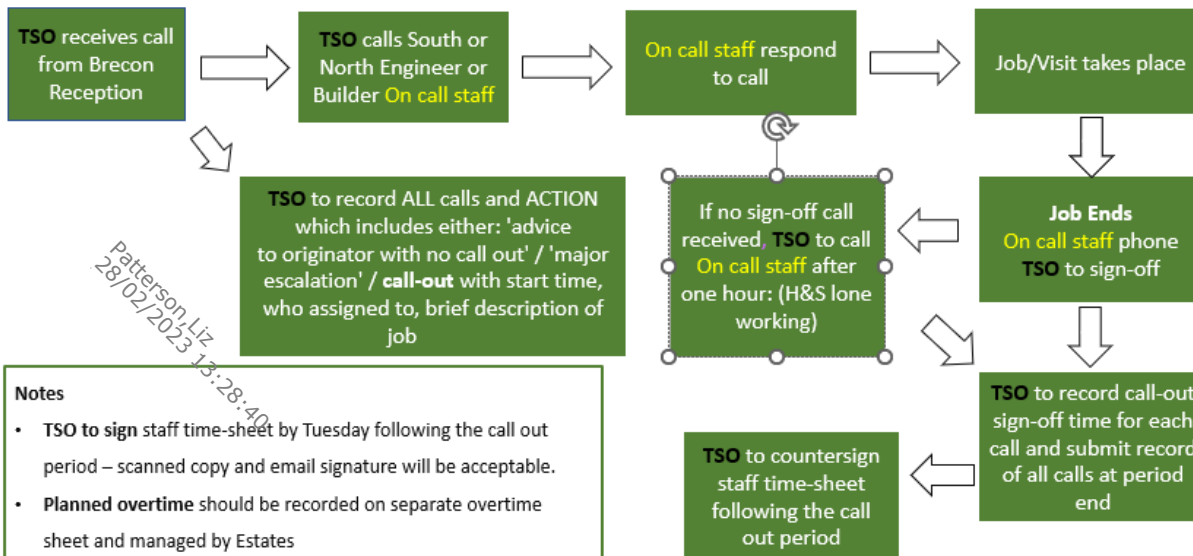 TSO receives call
from Brecon
Reception
TSO calls South or
North Engineer or
Builder On call staff
On call staff respond
to call
Job/Visit takes place
TSO to record ALL calls and ACTION
which includes either: 'advice
to originator with no call out' / 'major
escalation' / call-out with start time,
who assigned to, brief description of
job
If no sign-off call
received, TSO to call
On call staff after
one hour: (H&S lone
working)
Job Ends
On call staff phone
TSO to sign-off
TSO to record call-out
sign-off time for each
call and submit record
of all calls at period
end
TSO to countersign
staff time-sheet
following the call
out period
Notes
• TSO to sign staff time-sheet by Tuesday following the call out
period – scanned copy and email signature will be acceptable.
• Planned overtime should be recorded on separate overtime
sheet and managed by Estates
Patterson,Liz
28/02/2023 13:28:40